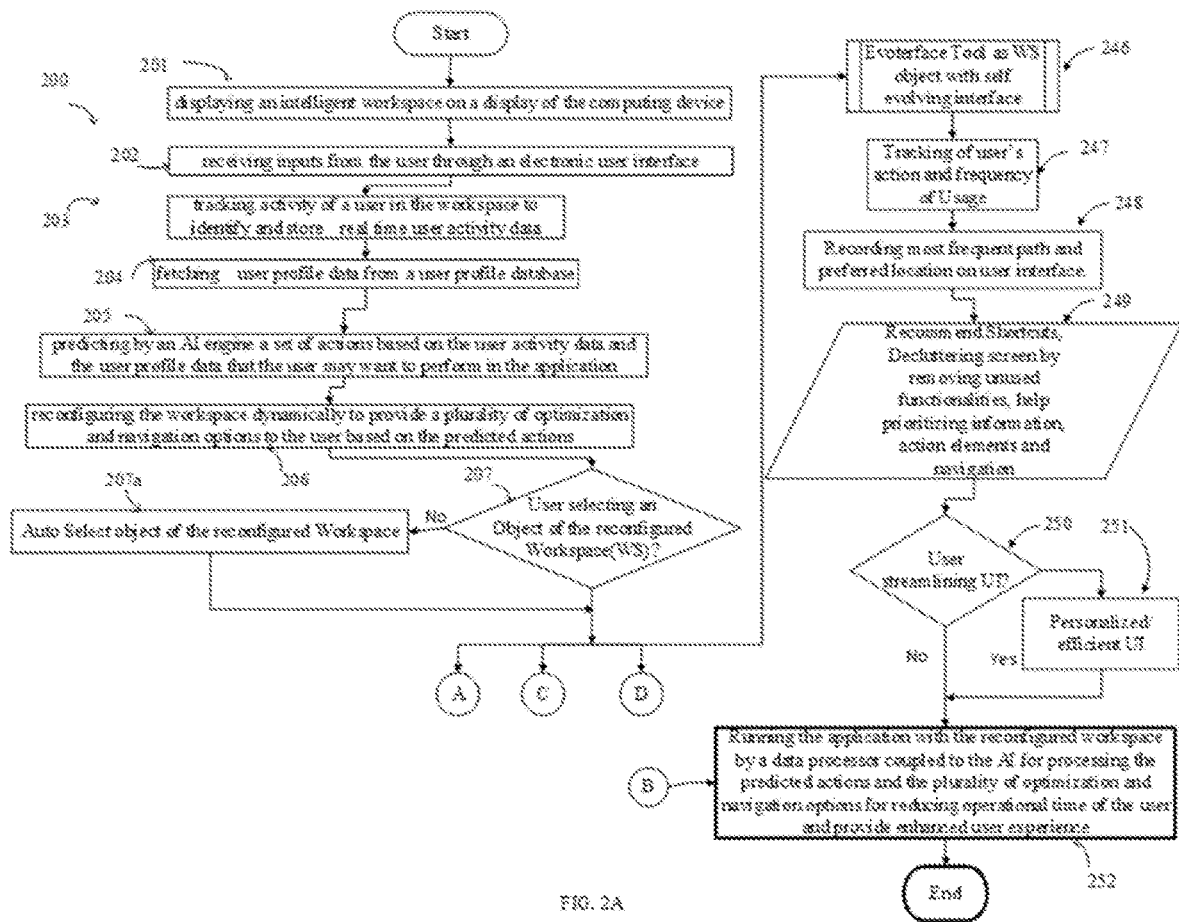 Start
200
201
displaying an intelligent workspace on a display of the computing device
202
receiving inputs from the user through an electronic user interface
203
tracking activity of a user in the workspace to
identify and store real time user activity data
204
fetching user profile data from a user profile database
205
predicting by an AI engine a set of actions based on the user activity data and
the user profile data that the user may want to perform in the application
reconfiguring the workspace dynamically to provide a plurality of optimization
and navigation options to the user based on the predicted actions
206
207a
207
Auto Select object of the reconfigured Workspace
No
User selecting an
Object of the reconfigured
Workspace(WS)?
A
C
D
Evoterface Tool as WS
object with self
evolving interface
246
Tracking of user's
action and frequency
of Usage
247
248
Recording most frequent path and
preferred location on user interface.
249
Recommend Shortcuts,
Decluttering screen by
removing unused
functionalities, help
prioritizing information,
action elements and
navigation
250
User
streamlining UI?
251
Personalized/
efficient UI
No
Yes
B
Running the application with the reconfigured workspace
by a data processor coupled to the AI for processing the
predicted actions and the plurality of optimization and
navigation options for reducing operational time of the user
and provide enhanced user experience
252
End
FIG. 2A